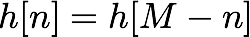 h[n] = h[M − n]